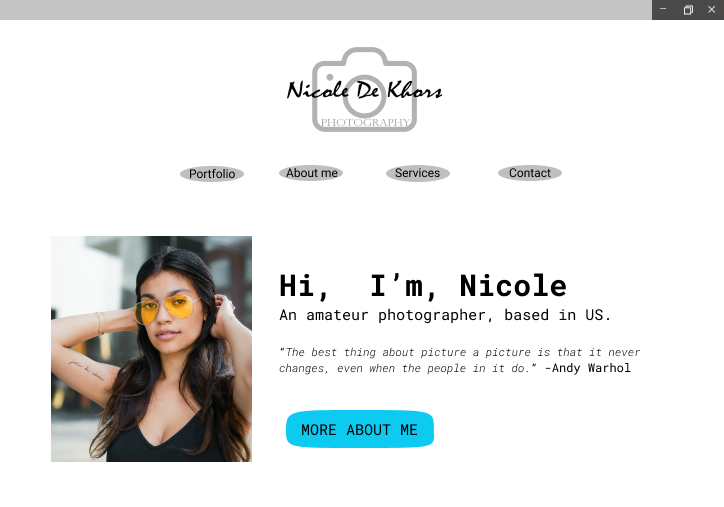 Nicole De Khors
PHOTOGRAPHY
Portfolio About me Services Contact
Hi, I’m, Nicole
An amateur photographer, based in US.
“The best thing about picture a picture is that it never
changes, even when the people in it do.” -Andy Warhol
MORE ABOUT ME